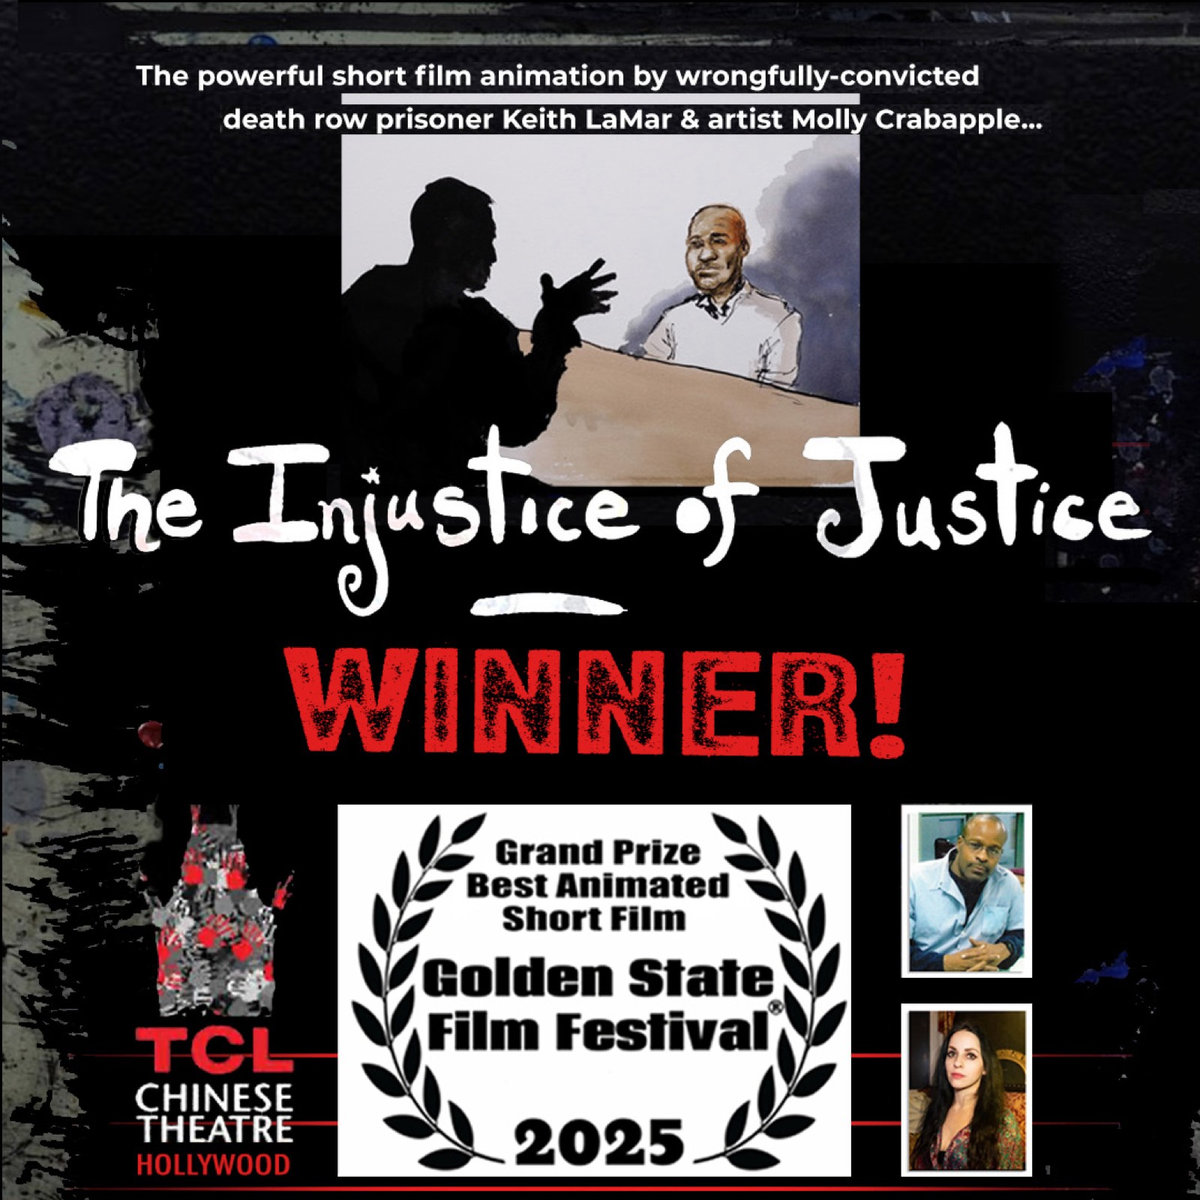 The powerful short film animation by wrongfully-convicted
death row prisoner Keith LaMar & artist Molly Crabapple...
The Injustice of Justice
WINNER!
Grand Prize
Best Animated
Short Film
Golden State
Film Festival®
2025
TCL
CHINESE
THEATRE
HOLLYWOOD